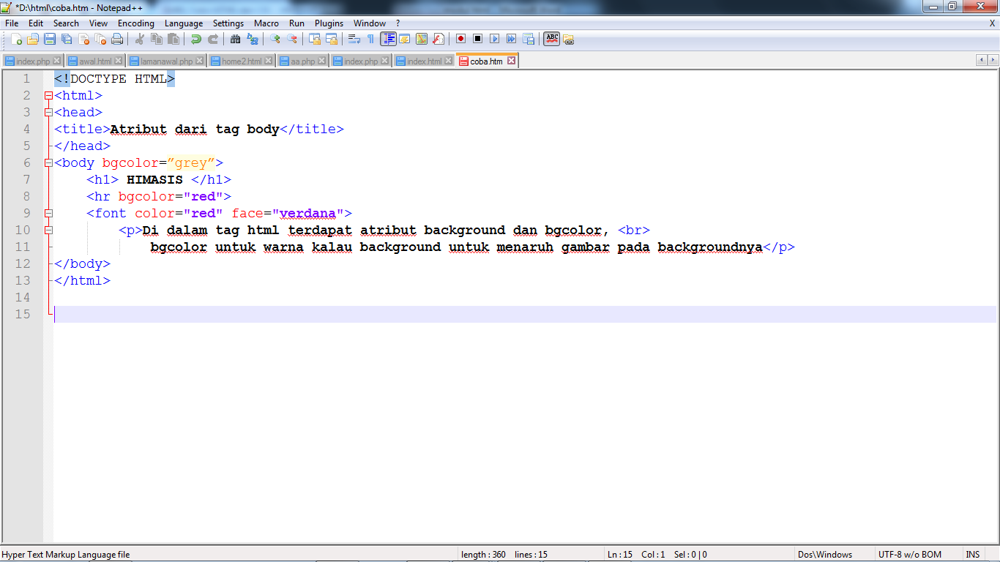 *D:\html\coba.htm - Notepad++
File Edit Search View Encoding Language Settings Macro Run Plugins Window ? X
ABC
index.php awal.html lamanawal.php home2.html aa.php index.php index.html coba.htm
1 <!DOCTYPE HTML>
2 <html>
3 <head>
4 <title>Atribut dari tag body</title>
5 </head>
6 <body bgcolor=”grey”>
7 <h1> HIMASIS </h1>
8 <hr bgcolor="red">
9 <font color="red" face="verdana">
10 <p>Di dalam tag html terdapat atribut background dan bgcolor, <br>
11 bgcolor untuk warna kalau background untuk menaruh gambar pada backgroundnya</p>
12 </body>
13 </html>
14
15
Hyper Text Markup Language file length : 360 lines : 15 Ln : 15 Col : 1 Sel : 0 | 0 Dos\Windows UTF-8 w/o BOM INS